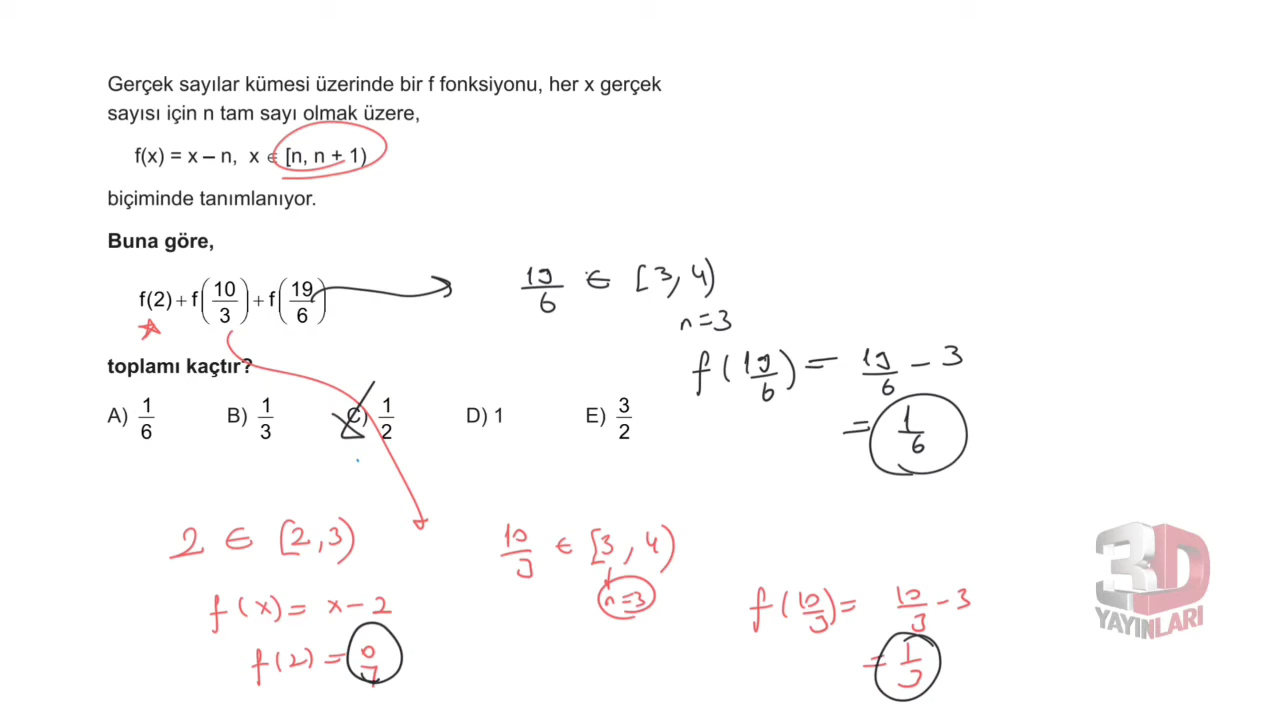 Gerçek sayılar kümesi üzerinde bir f fonksiyonu, her x gerçek
sayısı için n tam sayı olmak üzere,
f(x) = x – n, x ∈ [n, n + 1)
biçiminde tanımlanıyor.
Buna göre,
f(2) + f(10/3) + f(19/6)
toplamı kaçtır?
A) 1/6 B) 1/3 C) 1/2 D) 1 E) 3/2
19/6 ∈ [3, 4)
n = 3
f(19/6) = 19/6 - 3
= 1/6
2 ∈ [2, 3)
f(x) = x - 2
f(2) = 0
10/3 ∈ [3, 4)
n = 3
f(10/3) = 10/3 - 3
= 1/3
3D
YAYINLARI